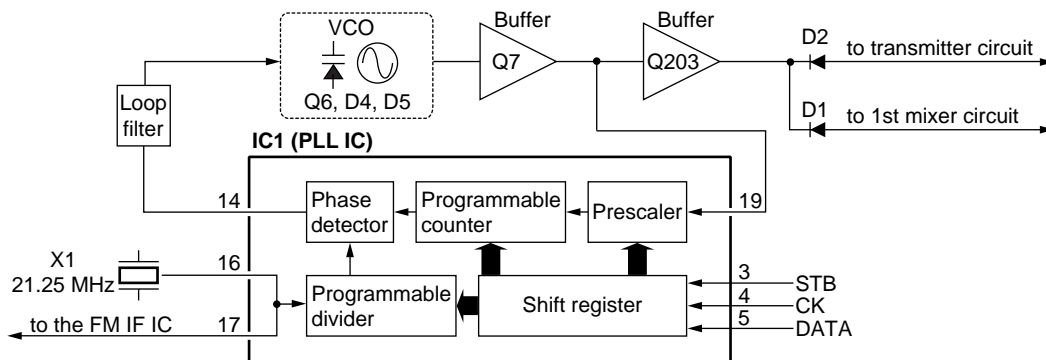 VCO
Q6, D4, D5
Buffer
Q7
Buffer
Q203
D2
to transmitter circuit
D1
to 1st mixer circuit
Loop
filter
IC1 (PLL IC)
14
Phase
detector
Programmable
counter
Prescaler
19
X1
21.25 MHz
16
Programmable
divider
Shift register
3
STB
4
CK
5
DATA
to the FM IF IC
17